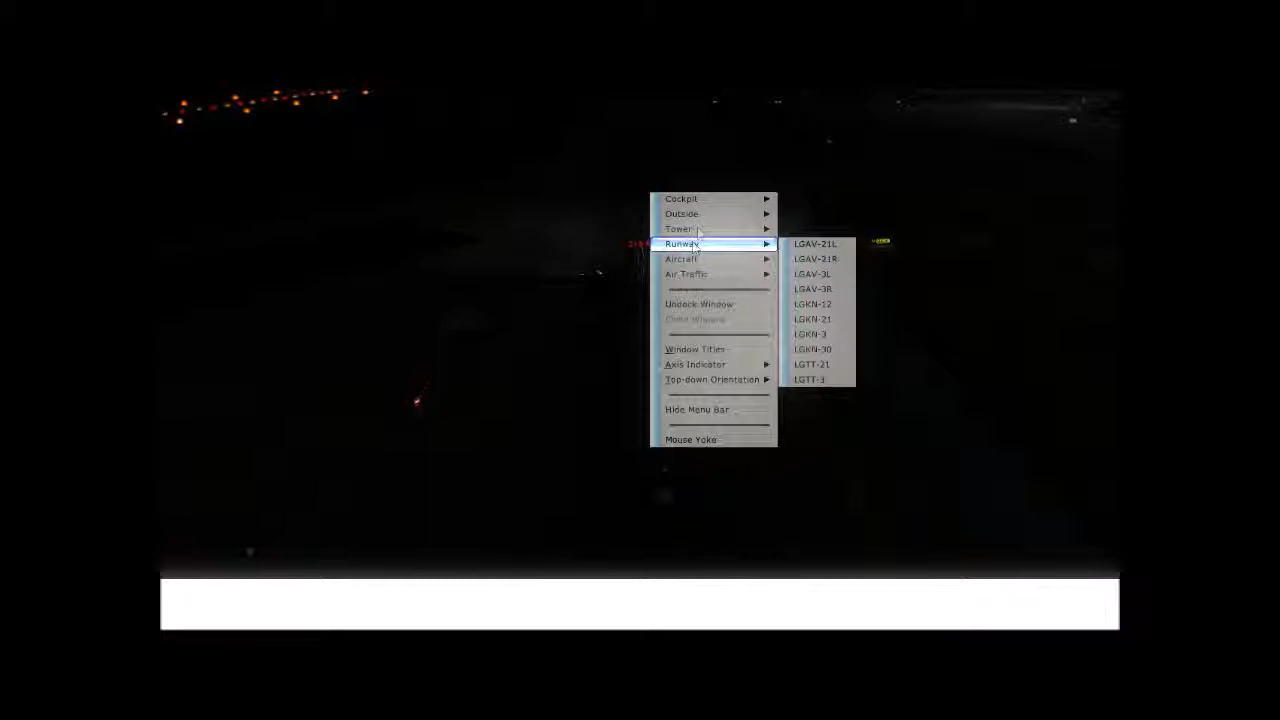 Cockpit
Outside
Tower
Runway
Aircraft
Air Traffic
Undock Window
Close Window
Window Titles
Axis Indicator
Top-down Orientation
Hide Menu Bar
Mouse Yoke
LGAV-21L
LGAV-21R
LGAV-3L
LGAV-3R
LGKN-12
LGKN-21
LGKN-3
LGKN-30
LGTT-21
LGTT-3